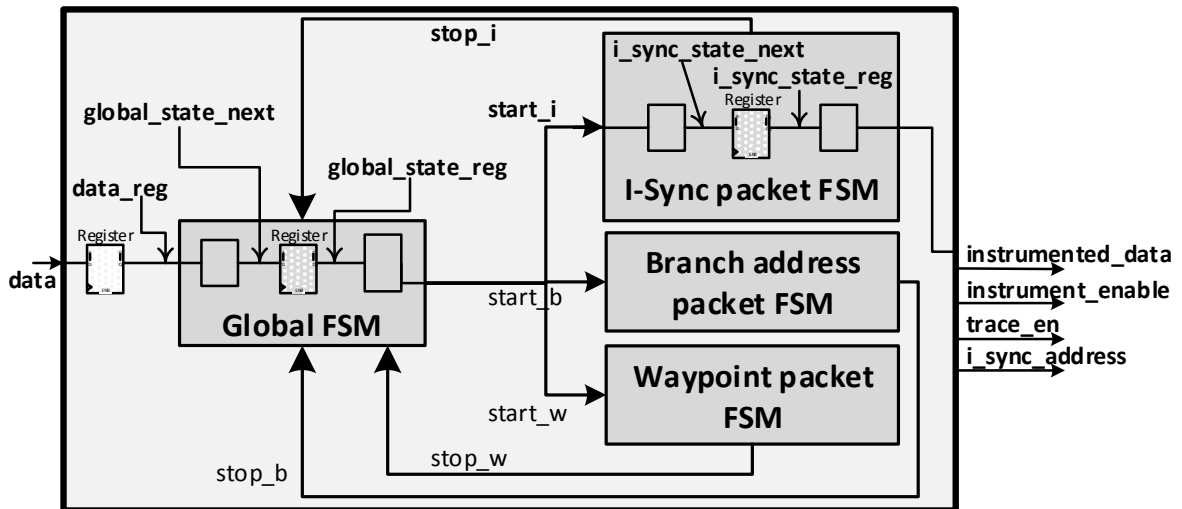 stop_i
i_sync_state_next
i_sync_state_reg
Register
global_state_next
start_i
global_state_reg
I-Sync packet FSM
data_reg
Register
Register
data
instrumented_data
Branch address
packet FSM
start_b
instrument_enable
Global FSM
trace_en
i_sync_address
Waypoint packet
FSM
start_w
stop_w
stop_b